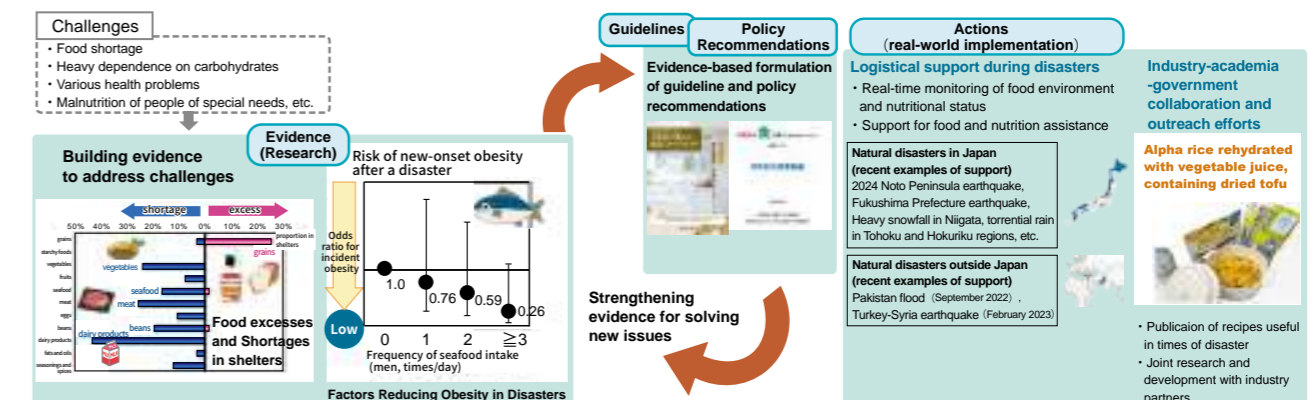 Challenges
・Food shortage
・Heavy dependence on carbohydrates
・Various health problems
・Malnutrition of people of special needs, etc.
Evidence
(Research)
Building evidence
to address challenges
shortage
excess
50% 40% 30% 20% 10% 0% 10% 20% 30%
proportion in
shelters
grains
grains
starchy foods
vegetables
vegetables
fruits
seafood
seafood
meat
meat
eggs
beans
beans
dairy products
dairy products
fats and oils
seasonings and
spices
Food excesses
and Shortages
in shelters
Risk of new-onset obesity
after a disaster
Odds
ratio for
incident
obesity
Low
1.0
0.76
0.59
0.26
0 1 2 ≧3
Frequency of seafood intake
(men, times/day)
Factors Reducing Obesity in Disasters
Guidelines
Policy
Recommendations
Evidence-based formulation
of guideline and policy
recommendations
Strengthening
evidence for solving
new issues
Actions
（real-world implementation）
Logistical support during disasters
・Real-time monitoring of food environment
and nutritional status
・Support for food and nutrition assistance
Natural disasters in Japan
(recent examples of support)
2024 Noto Peninsula earthquake,
Fukushima Prefecture earthquake,
Heavy snowfall in Niigata, torrential rain
in Tohoku and Hokuriku regions, etc.
Natural disasters outside Japan
(recent examples of support)
Pakistan flood（September 2022）,
Turkey-Syria earthquake（February 2023）
Industry-academia
-government
collaboration and
outreach efforts
Alpha rice rehydrated
with vegetable juice,
containing dried tofu
・Publicaion of recipes useful
in times of disaster
・Joint research and
development with industry
partners